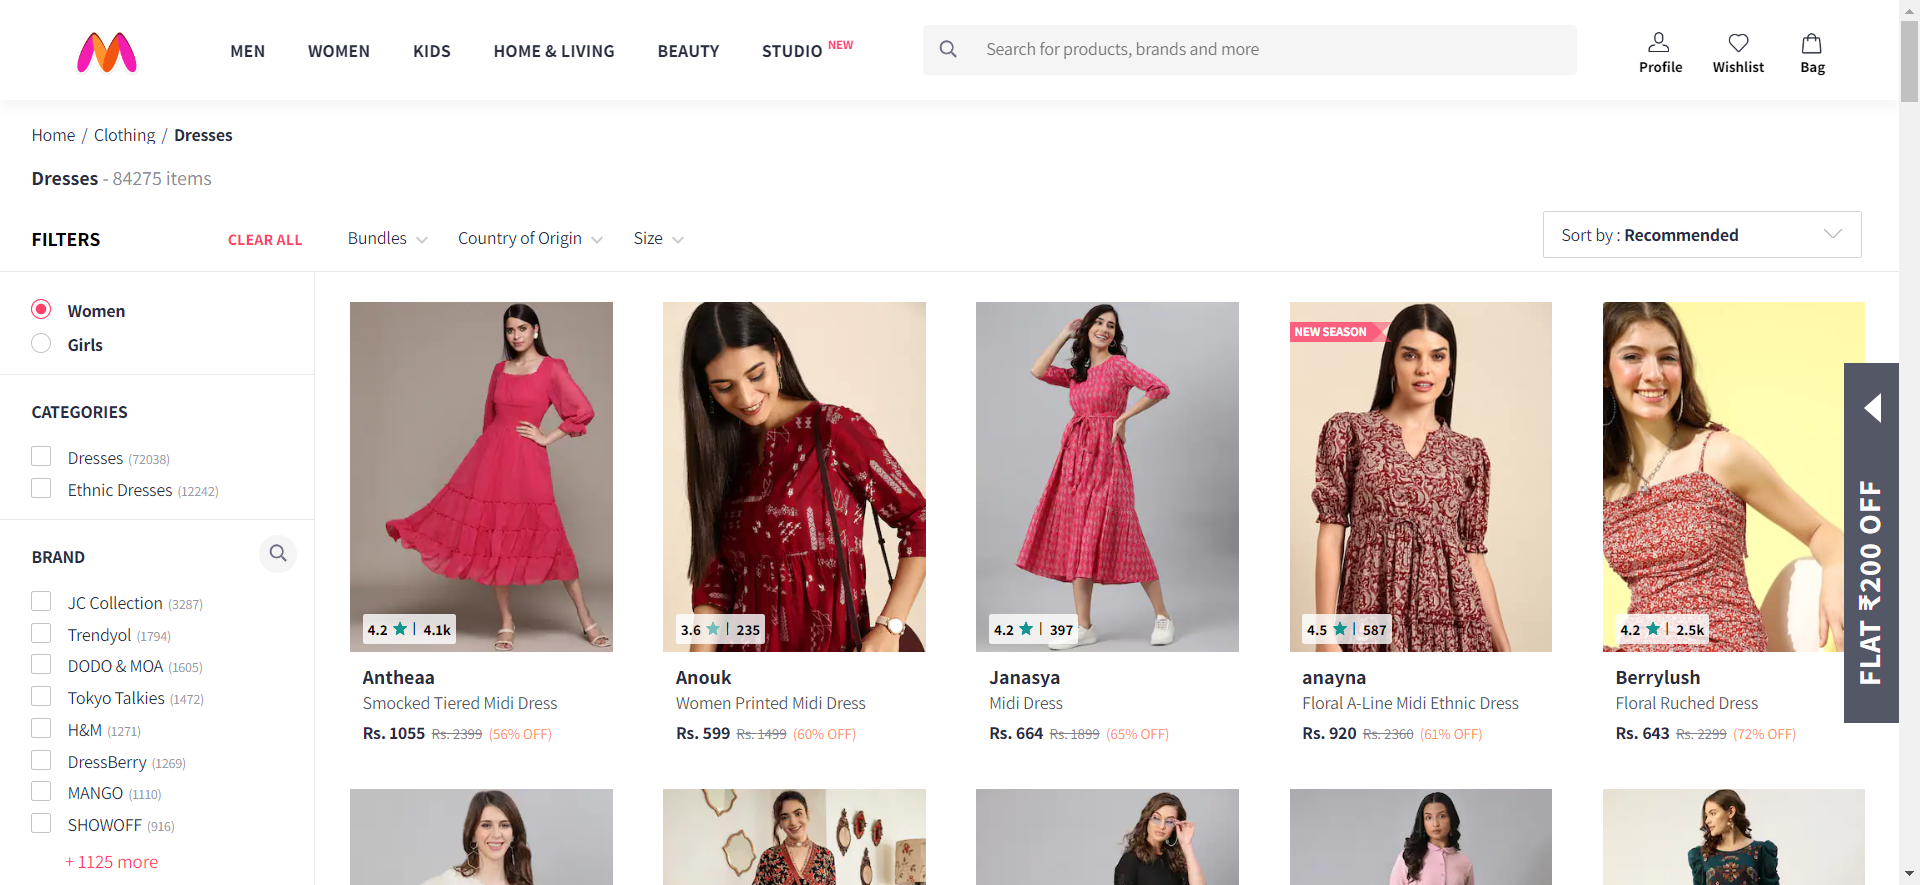 MEN WOMEN KIDS HOME & LIVING BEAUTY STUDIO NEW
Search for products, brands and more
Profile Wishlist Bag
Home / Clothing / Dresses
Dresses - 84275 items
FILTERS CLEAR ALL
Bundles Country of Origin Size
Sort by : Recommended
Women
Girls
CATEGORIES
Dresses (72038)
Ethnic Dresses (12242)
BRAND
JC Collection (3287)
Trendyol (1794)
DODO & MOA (1605)
Tokyo Talkies (1472)
H&M (1271)
DressBerry (1269)
MANGO (1110)
SHOWOFF (916)
+ 1125 more
4.2 | 4.1k
Antheaa
Smocked Tiered Midi Dress
Rs. 1055 Rs. 2399 (56% OFF)
3.6 | 235
Anouk
Women Printed Midi Dress
Rs. 599 Rs. 1499 (60% OFF)
4.2 | 397
Janasya
Midi Dress
Rs. 664 Rs. 1899 (65% OFF)
NEW SEASON
4.5 | 587
anayna
Floral A-Line Midi Ethnic Dress
Rs. 920 Rs. 2360 (61% OFF)
4.2 | 2.5k
Berrylush
Floral Ruched Dress
Rs. 643 Rs. 2299 (72% OFF)
FLAT ₹200 OFF